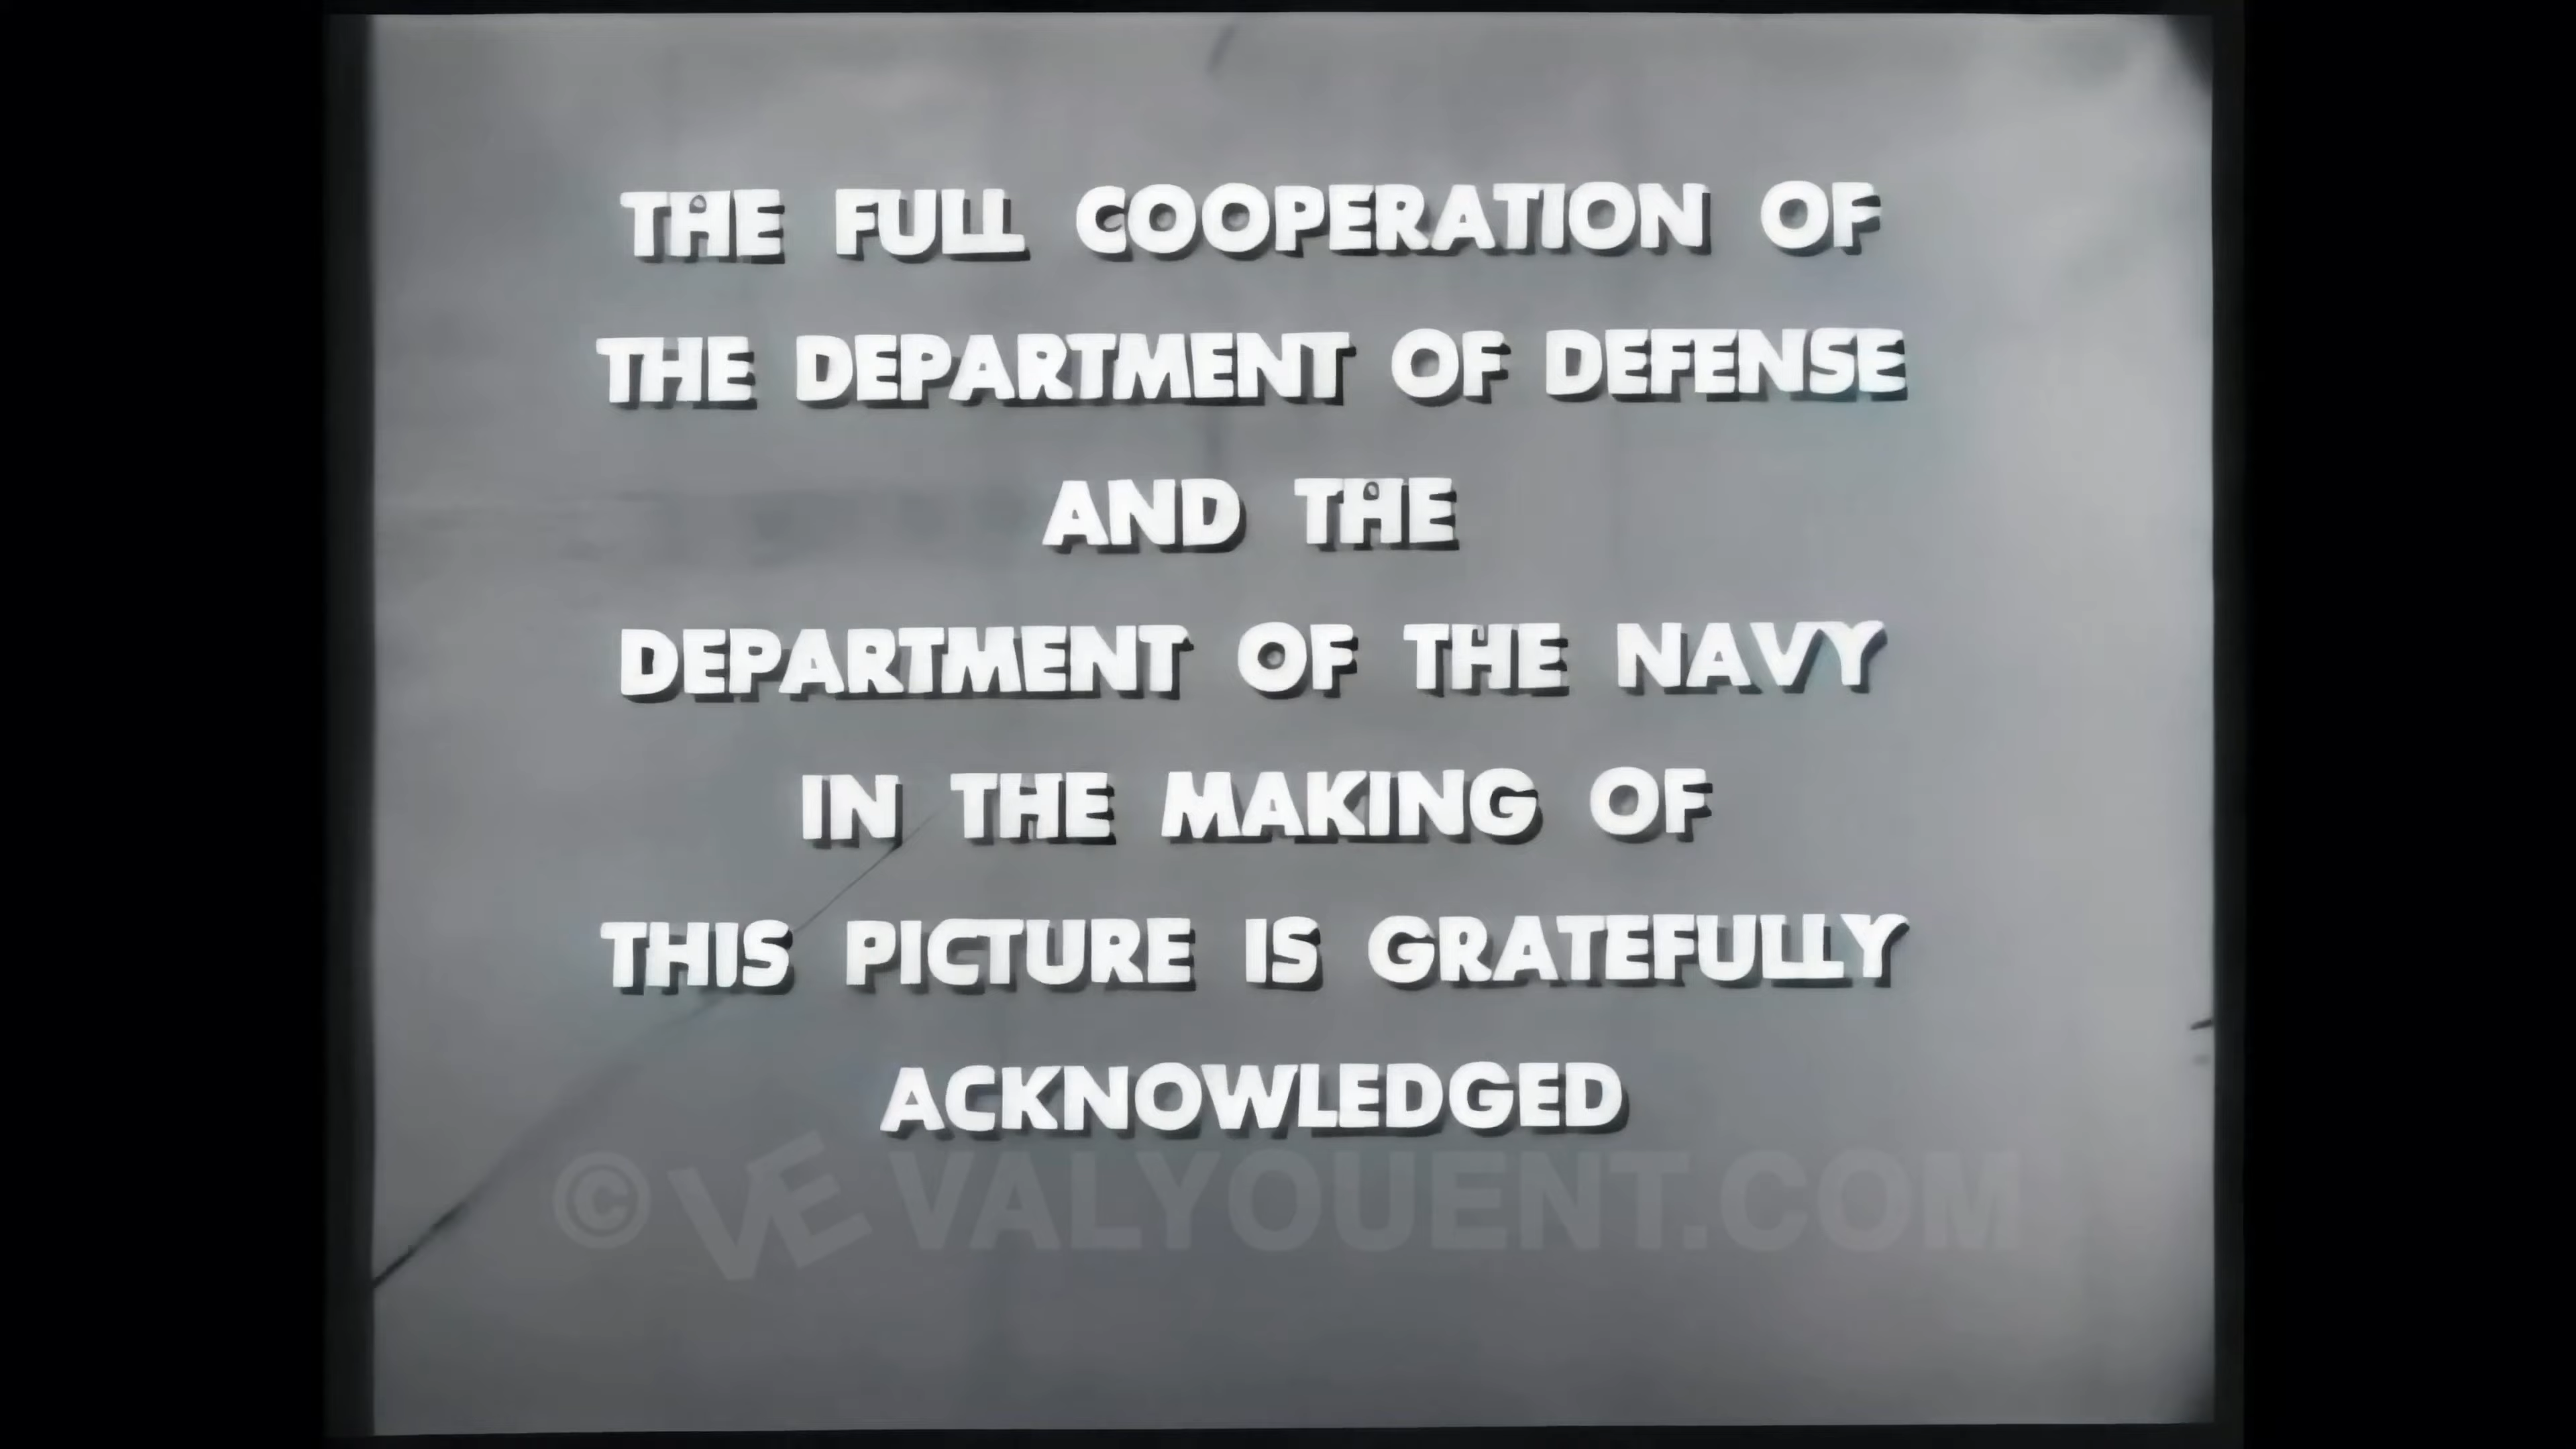 THE FULL COOPERATION OF
THE DEPARTMENT OF DEFENSE
AND THE
DEPARTMENT OF THE NAVY
IN THE MAKING OF
THIS PICTURE IS GRATEFULLY
ACKNOWLEDGED
© VE VALYOUENT.COM